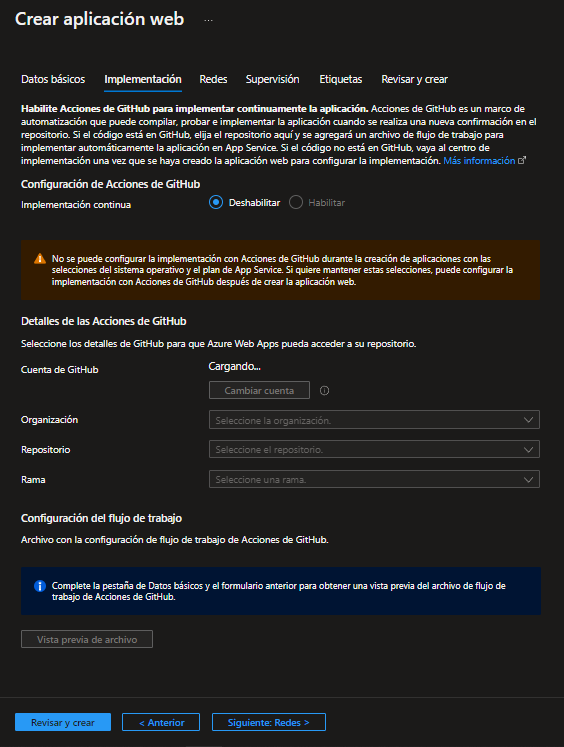 Crear aplicación web ...
Datos básicos Implementación Redes Supervisión Etiquetas Revisar y crear
Habilite Acciones de GitHub para implementar continuamente la aplicación. Acciones de GitHub es un marco de
automatización que puede compilar, probar e implementar la aplicación cuando se realiza una nueva confirmación en el
repositorio. Si el código está en GitHub, elija el repositorio aquí y se agregará un archivo de flujo de trabajo para
implementar automáticamente la aplicación en App Service. Si el código no está en GitHub, vaya al centro de
implementación una vez que se haya creado la aplicación web para configurar la implementación. Más información
Configuración de Acciones de GitHub
Implementación continua Deshabilitar Habilitar
No se puede configurar la implementación con Acciones de GitHub durante la creación de aplicaciones con las
selecciones del sistema operativo y el plan de App Service. Si quiere mantener estas selecciones, puede configurar la
implementación con Acciones de GitHub después de crear la aplicación web.
Detalles de las Acciones de GitHub
Seleccione los detalles de GitHub para que Azure Web Apps pueda acceder a su repositorio.
Cuenta de GitHub Cargando...
Cambiar cuenta
Organización Seleccione la organización.
Repositorio Seleccione el repositorio.
Rama Seleccione una rama.
Configuración del flujo de trabajo
Archivo con la configuración de flujo de trabajo de Acciones de GitHub.
Complete la pestaña de Datos básicos y el formulario anterior para obtener una vista previa del archivo de flujo de
trabajo de Acciones de GitHub.
Vista previa de archivo
Revisar y crear < Anterior Siguiente: Redes >